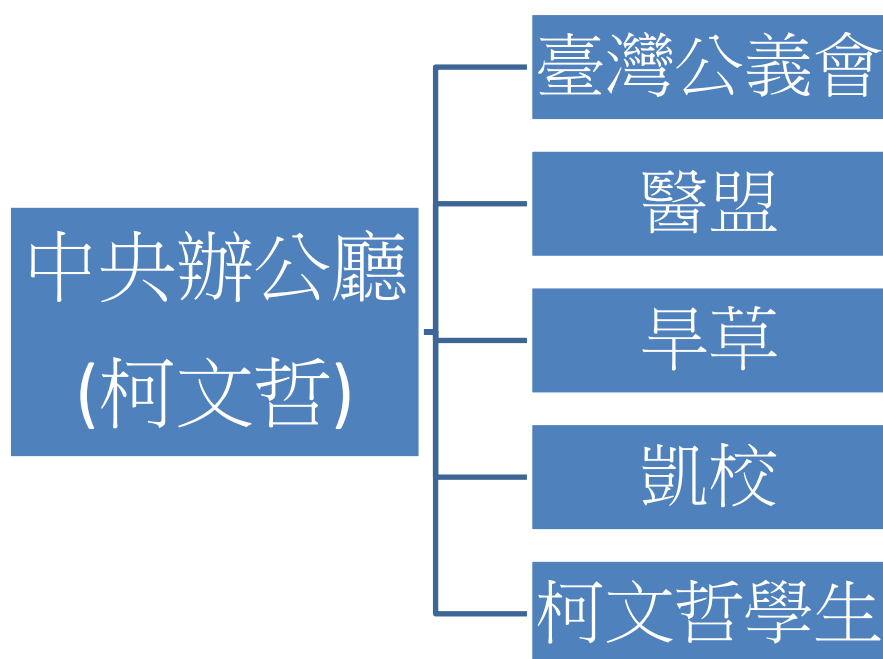 中央辦公廳
(柯文哲)
臺灣公義會
醫盟
旱草
凱校
柯文哲學生